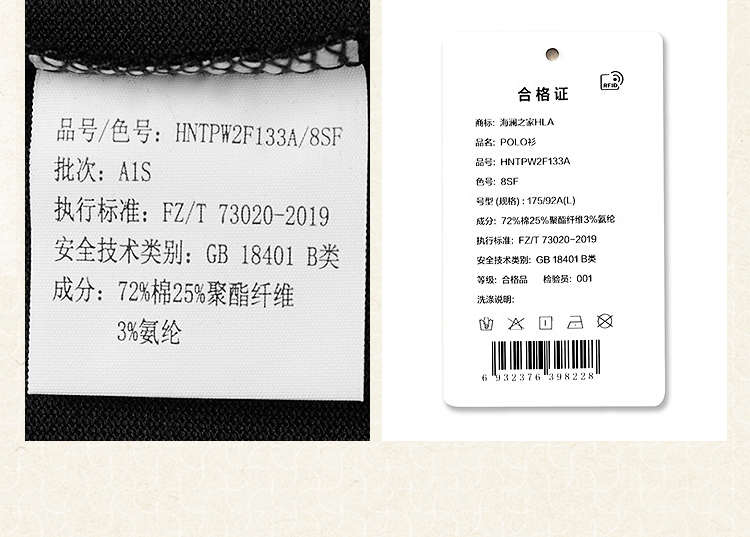 品号/色号: HNTPW2F133A/8SF
批次: A1S
执行标准: FZ/T 73020-2019
安全技术类别: GB 18401 B类
成分: 72%棉25%聚酯纤维
3%氨纶
合格证
RFID
商标: 海澜之家HLA
品名: POLO衫
品号: HNTPW2F133A
色号: 8SF
号型(规格): 175/92A(L)
成分: 72%棉25%聚酯纤维3%氨纶
执行标准: FZ/T 73020-2019
安全技术类别: GB 18401 B类
等级: 合格品 检验员: 001
洗涤说明:
6 932376 398228